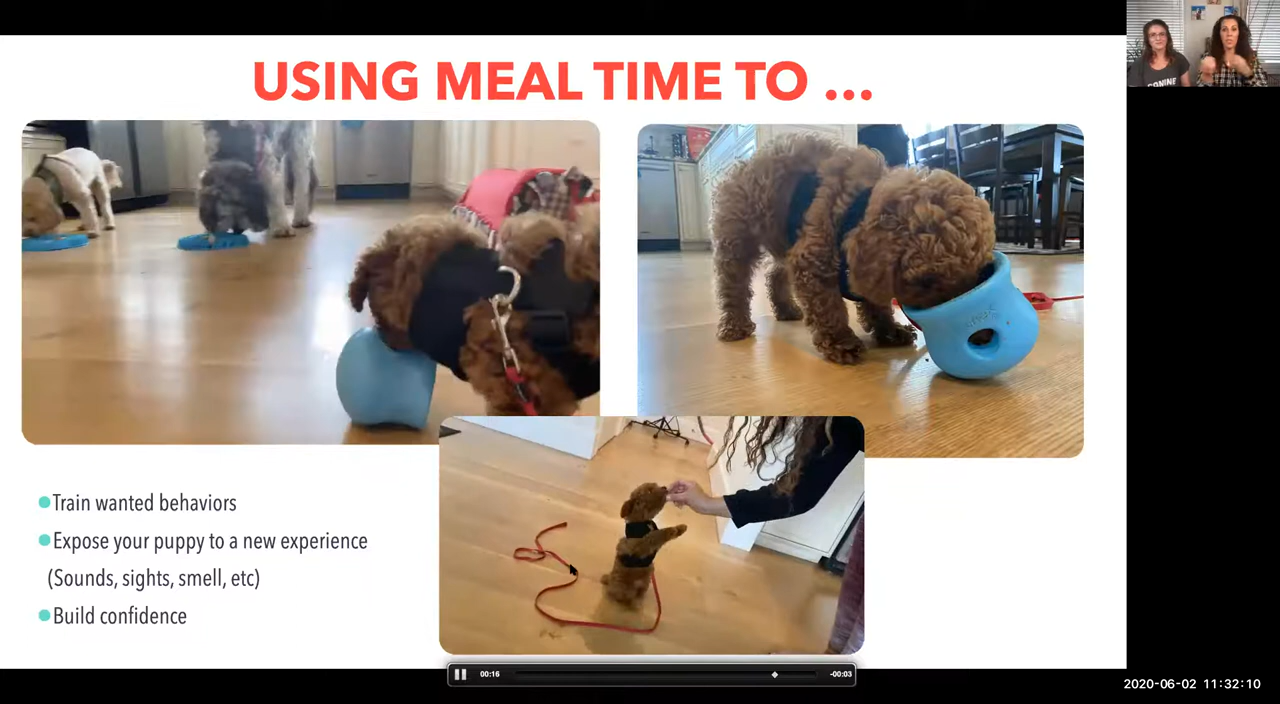 USING MEAL TIME TO ...
Train wanted behaviors
Expose your puppy to a new experience
(Sounds, sights, smell, etc)
Build confidence
00:16
-00:03
CANINE
2020-06-02 11:32:10